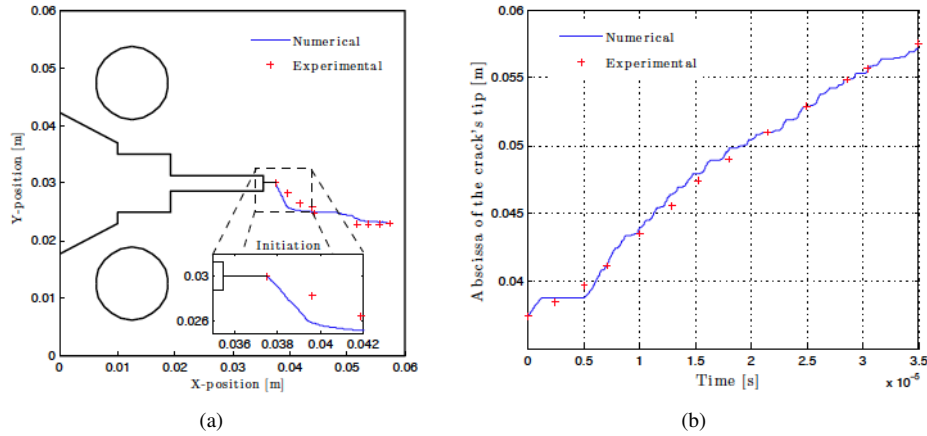 0.06
0.05
0.04
0.03
0.02
0.01
0
Y-position [m]
Numerical
Experimental
Initiation
0.03
0.026
0.036
0.038
0.04
0.042
0
0.01
0.02
0.03
0.04
0.05
0.06
X-position [m]
(a)
0.06
0.055
0.05
0.045
0.04
Abscissa of the crack's tip [m]
Numerical
Experimental
0
0.5
1
1.5
2
2.5
3
3.5
Time [s]
x 10⁻⁵
(b)